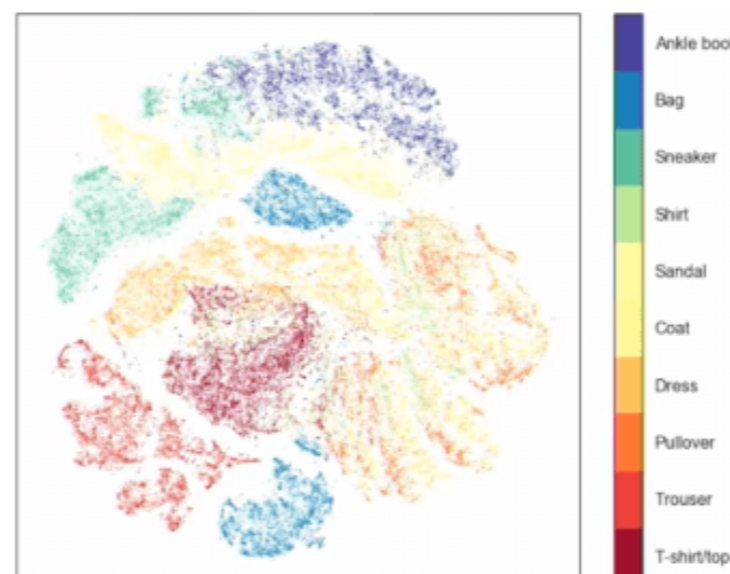 Ankle boo
Bag
Sneaker
Shirt
Sandal
Coat
Dress
Pullover
Trouser
T-shirt/top